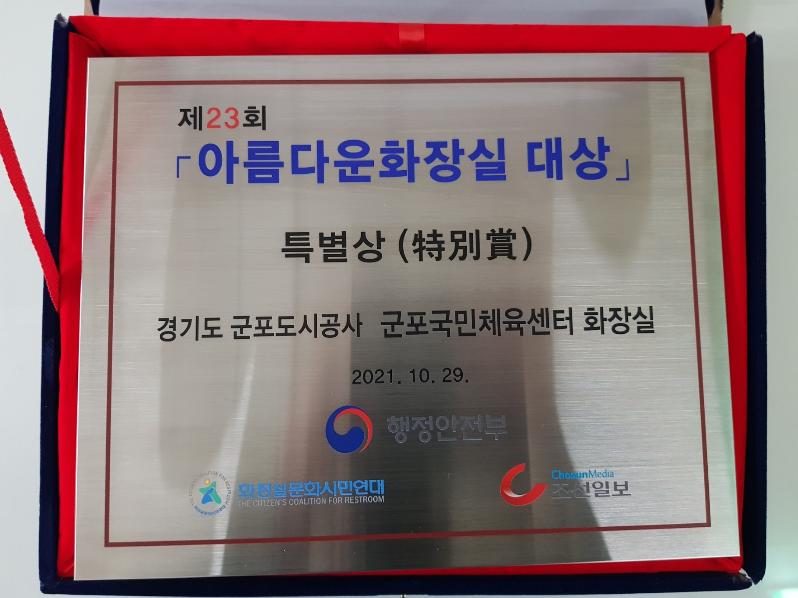 제23회
「아름다운화장실 대상」
특별상 (特別賞)
경기도 군포도시공사 군포국민체육센터 화장실
2021. 10. 29.
행정안전부
화장실문화시민연대
THE CITIZEN'S COALITION FOR RESTROOM
ChosunMedia
조선일보